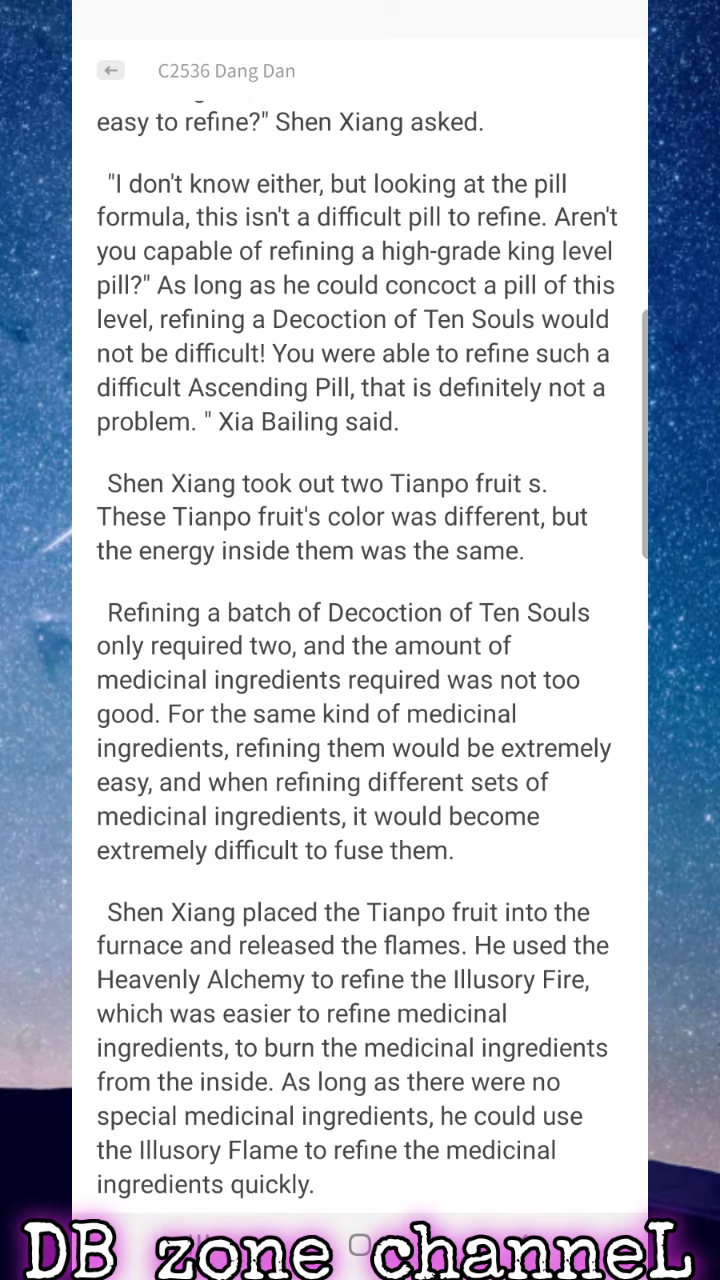 C2536 Dang Dan
easy to refine?" Shen Xiang asked.
"I don't know either, but looking at the pill
formula, this isn't a difficult pill to refine. Aren't
you capable of refining a high-grade king level
pill?" As long as he could concoct a pill of this
level, refining a Decoction of Ten Souls would
not be difficult! You were able to refine such a
difficult Ascending Pill, that is definitely not a
problem. " Xia Bailing said.
Shen Xiang took out two Tianpo fruit s.
These Tianpo fruit's color was different, but
the energy inside them was the same.
Refining a batch of Decoction of Ten Souls
only required two, and the amount of
medicinal ingredients required was not too
good. For the same kind of medicinal
ingredients, refining them would be extremely
easy, and when refining different sets of
medicinal ingredients, it would become
extremely difficult to fuse them.
Shen Xiang placed the Tianpo fruit into the
furnace and released the flames. He used the
Heavenly Alchemy to refine the Illusory Fire,
which was easier to refine medicinal
ingredients, to burn the medicinal ingredients
from the inside. As long as there were no
special medicinal ingredients, he could use
the Illusory Flame to refine the medicinal
ingredients quickly.
DB zone channeL